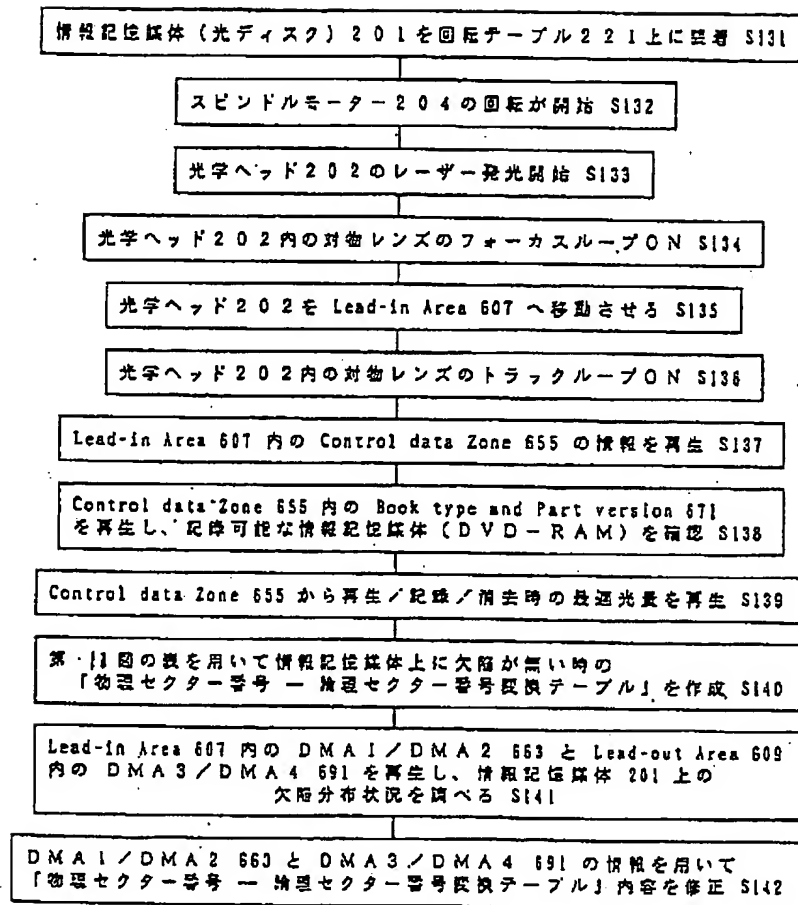 情報記憶媒体（光ディスク）２０１を回転テーブル２２１上に装着 S131
スピンドルモーター２０４の回転が開始 S132
光学ヘッド２０２のレーザー発光開始 S133
光学ヘッド２０２内の対物レンズのフォーカスループＯＮ S134
光学ヘッド２０２を Lead-in Area 607 へ移動させる S135
光学ヘッド２０２内の対物レンズのトラックループＯＮ S136
Lead-in Area 607 内の Control data Zone 655 の情報を再生 S137
Control data Zone 655 内の Book type and Part version 671
を再生し、記録可能な情報記憶媒体（ＤＶＤ－ＲＡＭ）を確認 S138
Control data Zone 655 から再生／記録／消去時の最適光量を再生 S139
第 11 図の表を用いて情報記憶媒体上に欠陥が無い時の
「物理セクター番号 ― 論理セクター番号変換テーブル」を作成 S140
Lead-in Area 607 内の ＤＭＡ１／ＤＭＡ２ 663 と Lead-out Area 609
内の ＤＭＡ３／ＤＭＡ４ 691 を再生し、情報記憶媒体 201 上の
欠陥分布状況を調べる S141
ＤＭＡ１／ＤＭＡ２ 663 と ＤＭＡ３／ＤＭＡ４ 691 の情報を用いて
「物理セクター番号 ― 論理セクター番号変換テーブル」内容を修正 S142